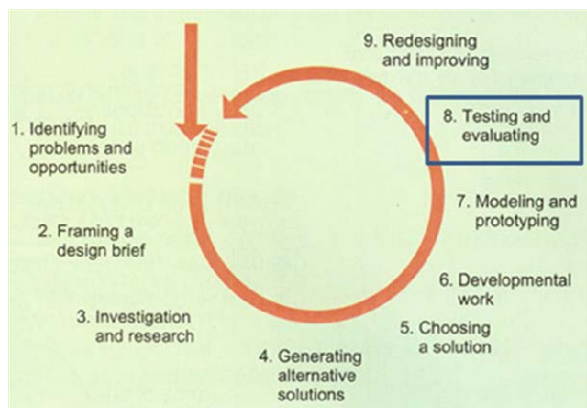 1. Identifying
problems and
opportunities
2. Framing a
design brief
3. Investigation
and research
4. Generating
alternative
solutions
5. Choosing
a solution
6. Developmental
work
7. Modeling and
prototyping
8. Testing and
evaluating
9. Redesigning
and improving